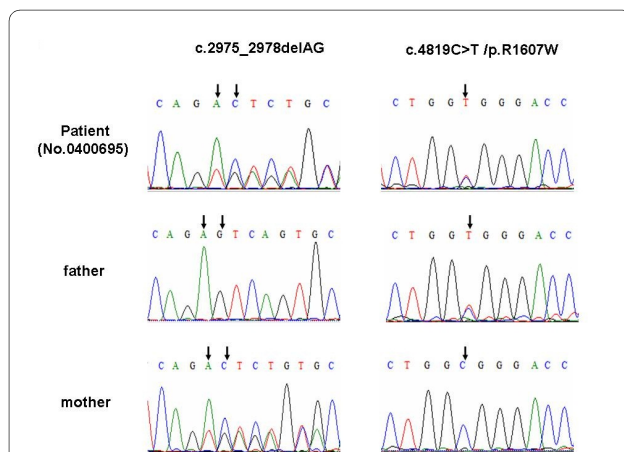 c.2975_2978delAG c.4819C>T /p.R1607W
Patient
(No.0400695)
C A G A C T C T G C
C T G G T G G G A C C
father
C A G A G T C A G T G C
C T G G T G G G A C C
mother
C A G A C T C T G T G C
C T G G C G G G A C C